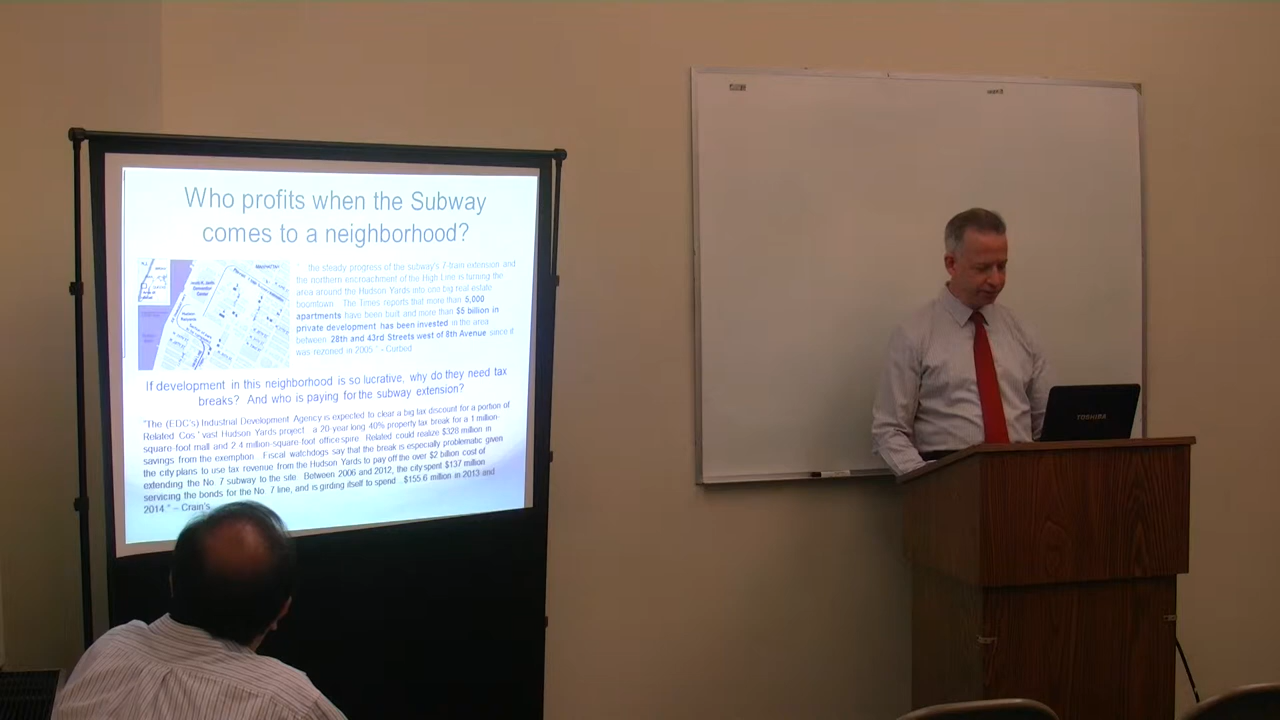 Who profits when the Subway
comes to a neighborhood?
the steady progress of the subway's 7 train extension and
the northern encroachment of the High Line is turning the
area around the Hudson Yards into one big real estate
boomtown. The Times reports that more than 5,000
apartments have been built and more than $5 billion in
private development has been invested in the area
between 28th and 43rd Streets west of 8th Avenue since it
was rezoned in 2005." - Curbed
If development in this neighborhood is so lucrative, why do they need tax
breaks? And who is paying for the subway extension?
"The (EDC's) Industrial Development Agency is expected to clear a big tax discount for a portion of
Related Cos.' vast Hudson Yards project: a 20 year long 40% property tax break for a 1 million-
square-foot mall and 2.4 million-square-foot office spire. Related could realize $328 million in
savings from the exemption. Fiscal watchdogs say that the break is especially problematic given
the city plans to use tax revenue from the Hudson Yards to pay off the over $2 billion cost of
extending the No. 7 subway to the site. Between 2006 and 2012, the city spent $137 million
servicing the bonds for the No. 7 line, and is girding itself to spend $155.6 million in 2013 and
2014." – Crain's
TOSHIBA